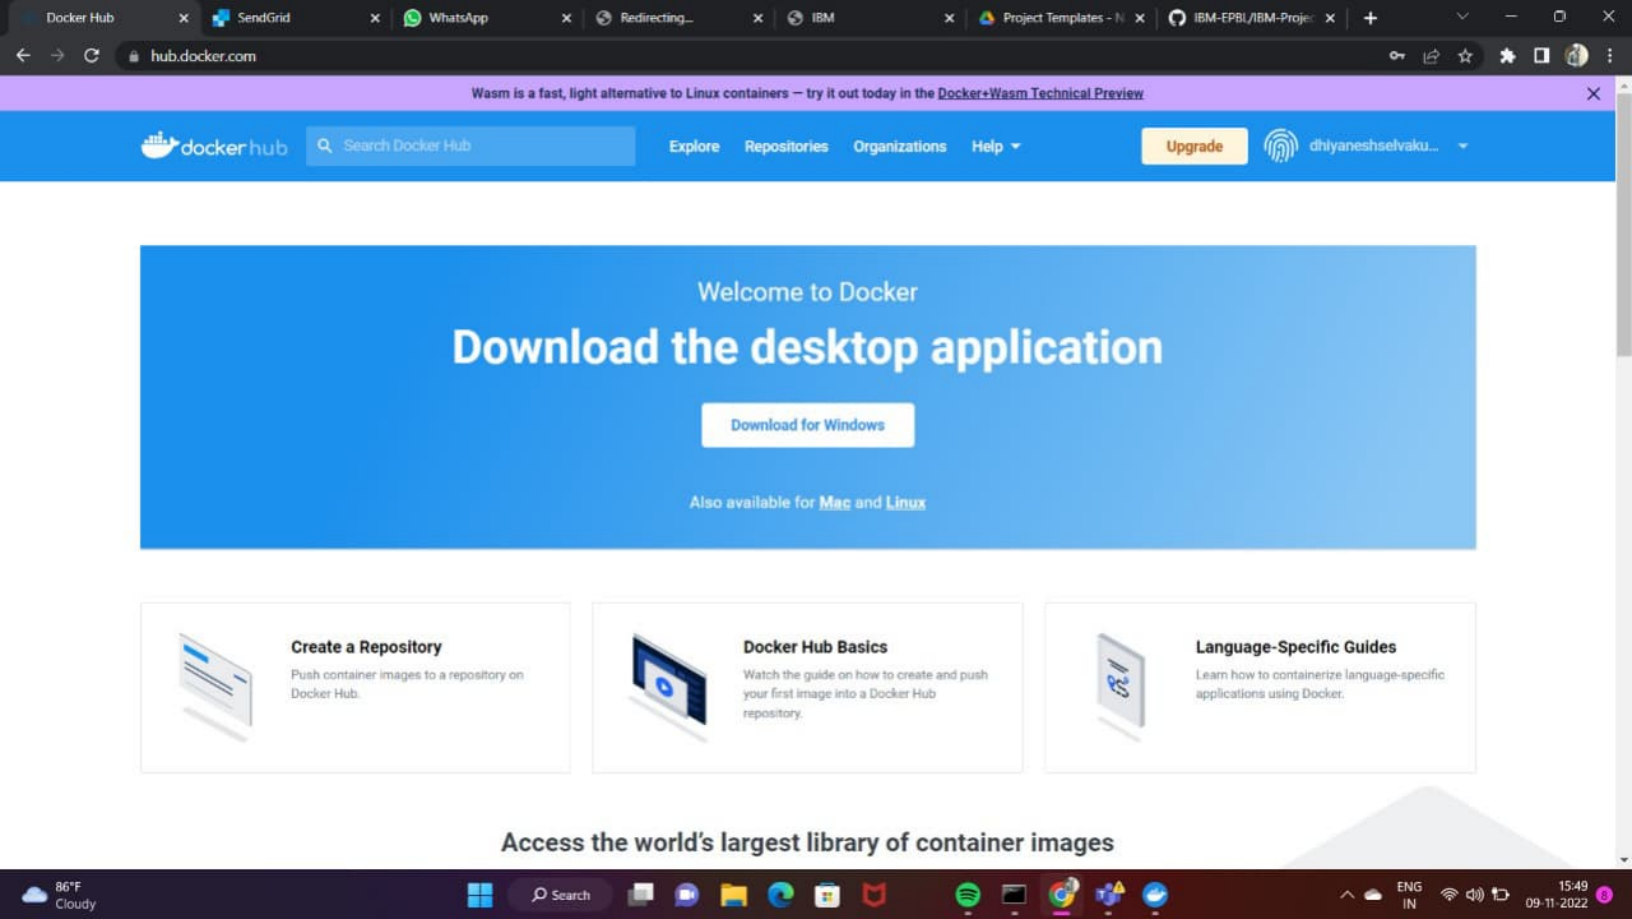 Docker Hub
SendGrid
WhatsApp
Redirecting...
IBM
Project Templates - N
IBM-EPBL/IBM-Projec
hub.docker.com
Wasm is a fast, light alternative to Linux containers — try it out today in the Docker+Wasm Technical Preview
docker hub
Search Docker Hub
Explore
Repositories
Organizations
Help
Upgrade
dhiyaneshselvaku...
Welcome to Docker
Download the desktop application
Download for Windows
Also available for Mac and Linux
Create a Repository
Push container images to a repository on
Docker Hub.
Docker Hub Basics
Watch the guide on how to create and push
your first image into a Docker Hub
repository.
Language-Specific Guides
Learn how to containerize language-specific
applications using Docker.
Access the world's largest library of container images
86°F
Cloudy
Search
ENG
IN
15:49
09-11-2022
8